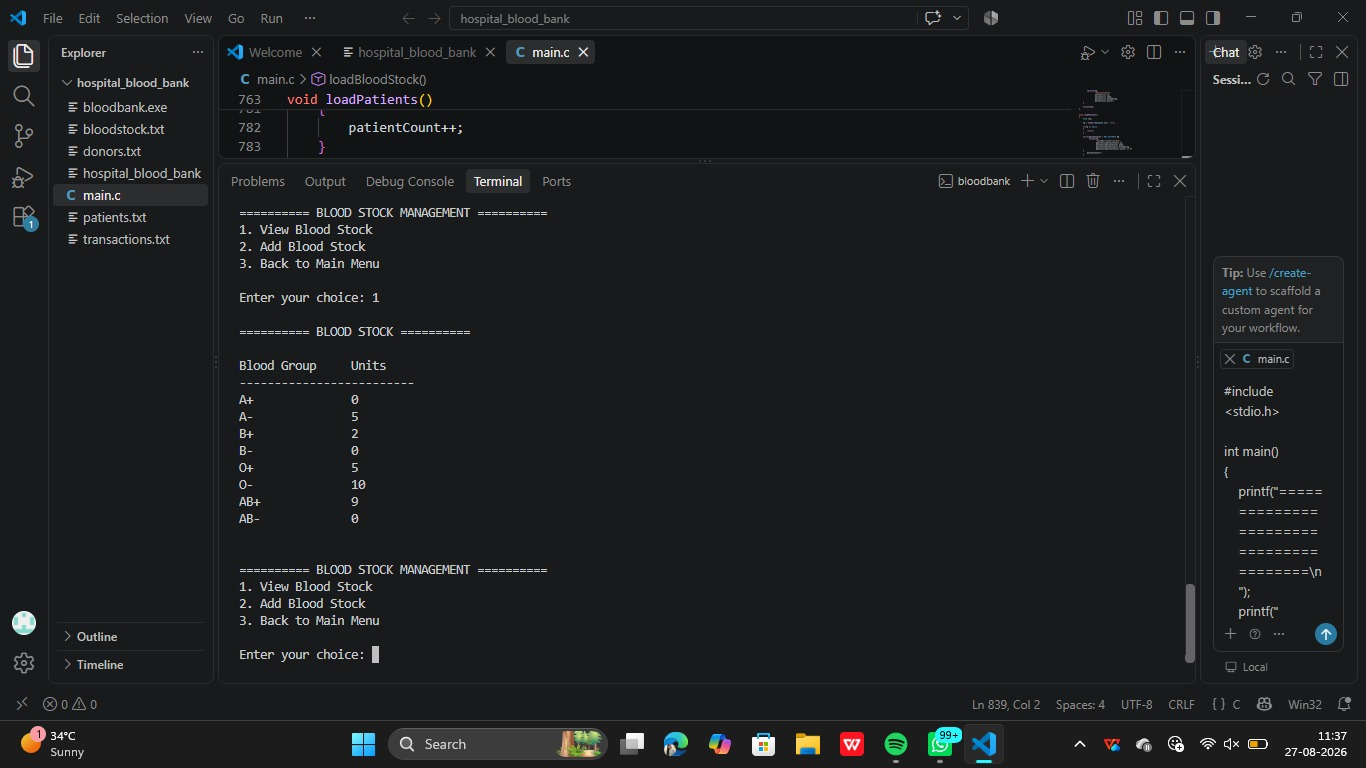 File Edit Selection View Go Run ···
hospital_blood_bank
Explorer
hospital_blood_bank
bloodbank.exe
bloodstock.txt
donors.txt
hospital_blood_bank
C main.c
patients.txt
transactions.txt
1
Outline
Timeline
Welcome
hospital_blood_bank
C main.c
C main.c > loadBloodStock()
763 void loadPatients()
782 patientCount++;
783 }
Problems Output Debug Console Terminal Ports
bloodbank
========== BLOOD STOCK MANAGEMENT ==========
1. View Blood Stock
2. Add Blood Stock
3. Back to Main Menu
Enter your choice: 1
========== BLOOD STOCK ==========
Blood Group Units
-------------------------
A+ 0
A- 5
B+ 2
B- 0
O+ 5
O- 10
AB+ 9
AB- 0
========== BLOOD STOCK MANAGEMENT ==========
1. View Blood Stock
2. Add Blood Stock
3. Back to Main Menu
Enter your choice:
Chat
Sessi...
Tip: Use /create-
agent to scaffold a
custom agent for
your workflow.
C main.c
#include
<stdio.h>
int main()
{
printf("=====
=========
=========
=========
========\n
");
printf("
Local
0 0
Ln 839, Col 2 Spaces: 4 UTF-8 CRLF { } C Win32
1
34°C
Sunny
Search
W
99+
11:37
27-08-2026